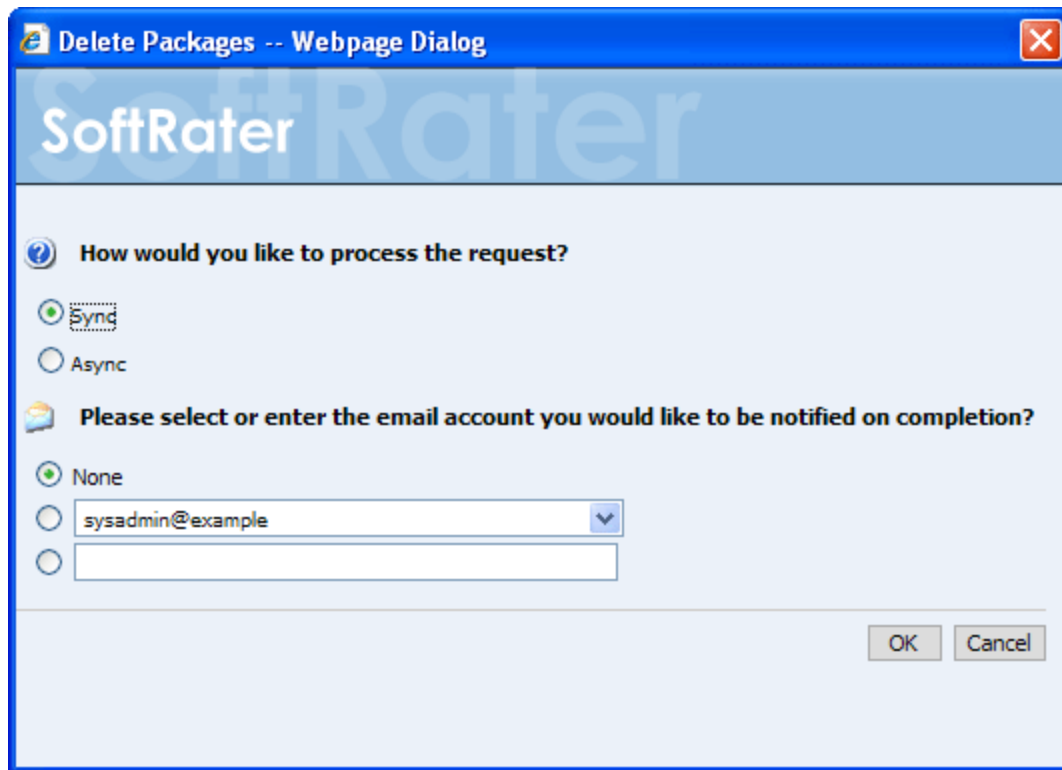 Delete Packages -- Webpage Dialog
SoftRater
SoftRater
How would you like to process the request?
Sync
Async
Please select or enter the email account you would like to be notified on completion?
None
sysadmin@example
OK Cancel